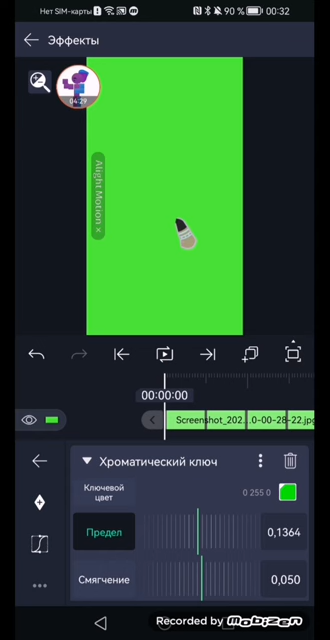 Нет SIM-карты
90 %
00:32
Эффекты
04:29
Alight Motion ×
00:00:00
Screenshot_202...0-00-28-22.jpg
Хроматический ключ
Ключевой
цвет
0 255 0
Предел
0,1364
Смягчение
0,050
Recorded by mobizen